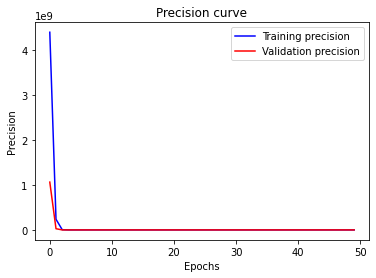 Precision curve
1e9
Training precision
Validation precision
4
3
2
1
0
Precision
0 10 20 30 40 50
Epochs